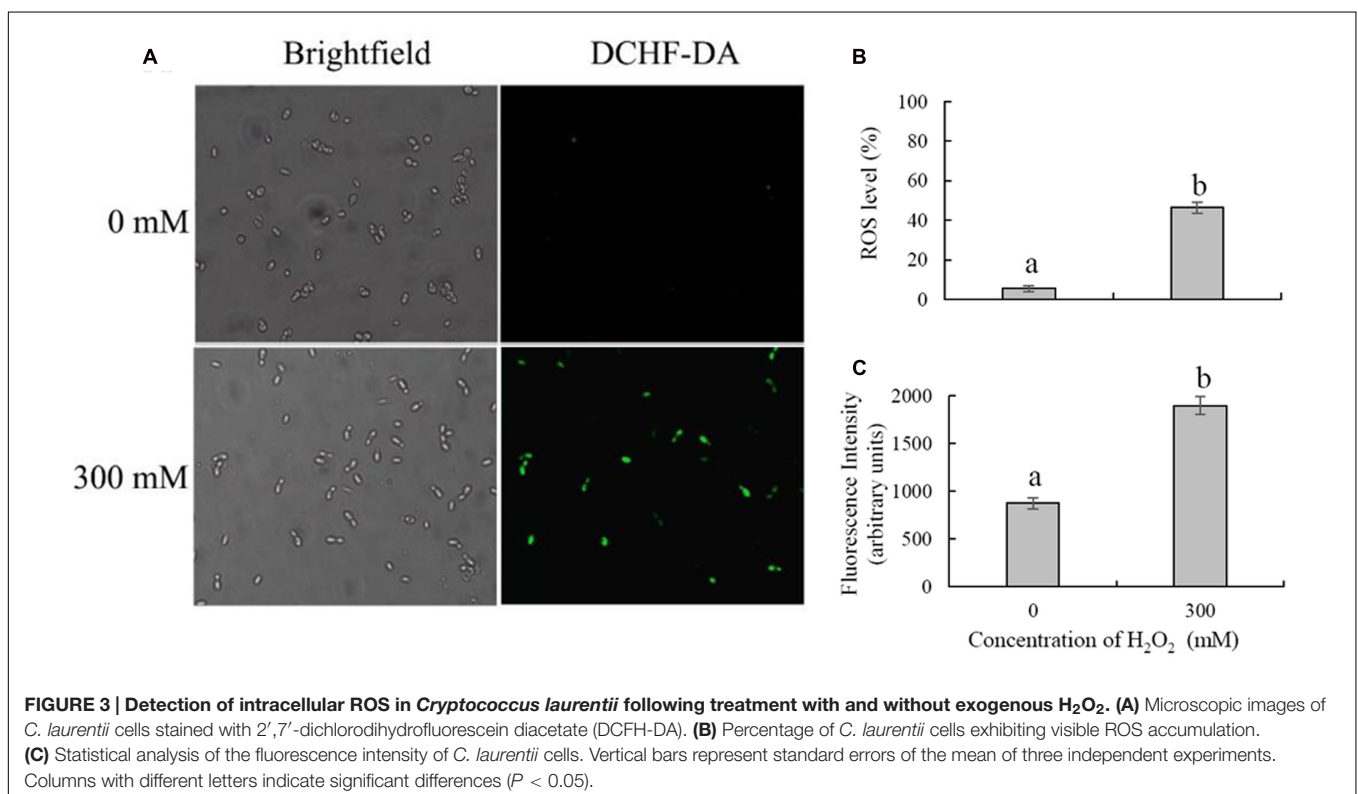 A
Brightfield
DCHF-DA
0 mM
300 mM
B
ROS level (%)
100
80
60
40
20
0
a
b
C
Fluorescence Intensity
(arbitrary units)
2000
1500
1000
500
0
a
b
0
300
Concentration of H₂O₂ (mM)
FIGURE 3 | Detection of intracellular ROS in Cryptococcus laurentii following treatment with and without exogenous H₂O₂. (A) Microscopic images of
C. laurentii cells stained with 2′,7′-dichlorodihydrofluorescein diacetate (DCFH-DA). (B) Percentage of C. laurentii cells exhibiting visible ROS accumulation.
(C) Statistical analysis of the fluorescence intensity of C. laurentii cells. Vertical bars represent standard errors of the mean of three independent experiments.
Columns with different letters indicate significant differences (P < 0.05).